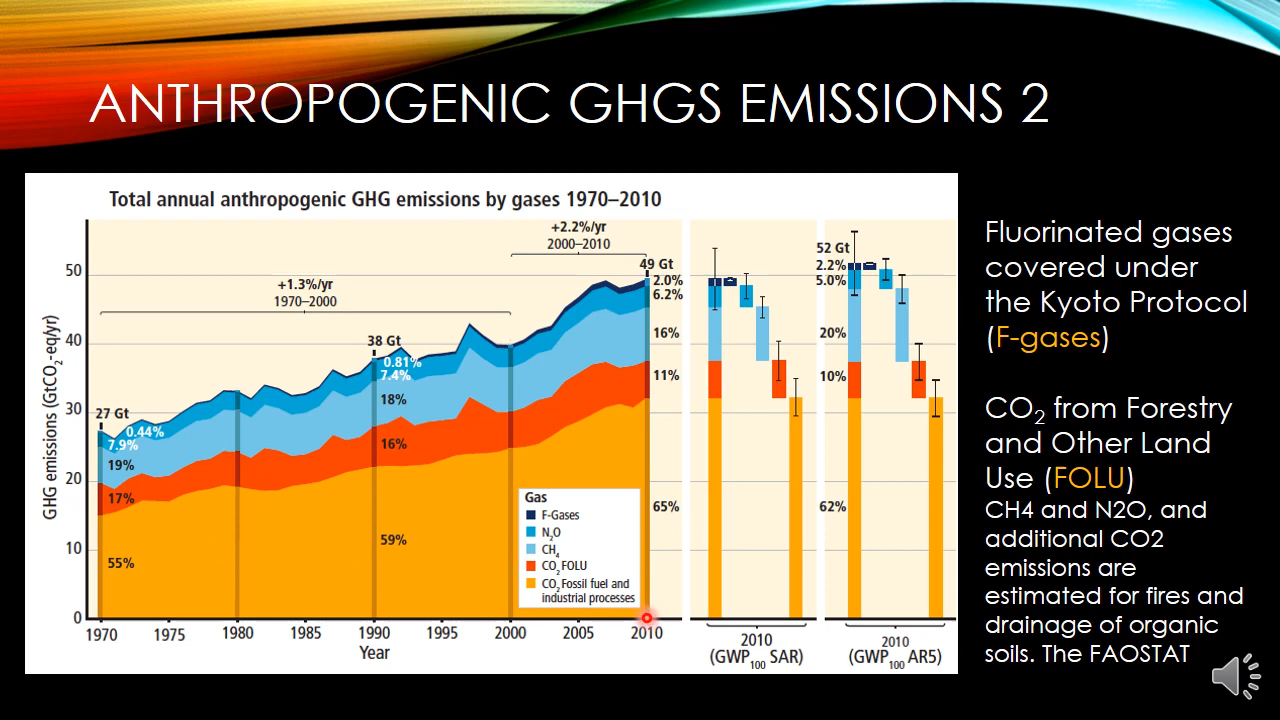 ANTHROPOGENIC GHGS EMISSIONS 2
Total annual anthropogenic GHG emissions by gases 1970–2010
GHG emissions (GtCO2-eq/yr)
50
40
30
20
10
0
+1.3%/yr
1970–2000
+2.2%/yr
2000–2010
27 Gt
0.44%
7.9%
19%
17%
55%
38 Gt
0.81%
7.4%
18%
16%
59%
49 Gt
2.0%
6.2%
16%
11%
65%
Gas
F-Gases
N2O
CH4
CO2 FOLU
CO2 Fossil fuel and
industrial processes
1970 1975 1980 1985 1990 1995 2000 2005 2010
Year
2010
(GWP100 SAR)
52 Gt
2.2%
5.0%
20%
10%
62%
2010
(GWP100 AR5)
Fluorinated gases
covered under
the Kyoto Protocol
(F-gases)
CO2 from Forestry
and Other Land
Use (FOLU)
CH4 and N2O, and
additional CO2
emissions are
estimated for fires and
drainage of organic
soils. The FAOSTAT